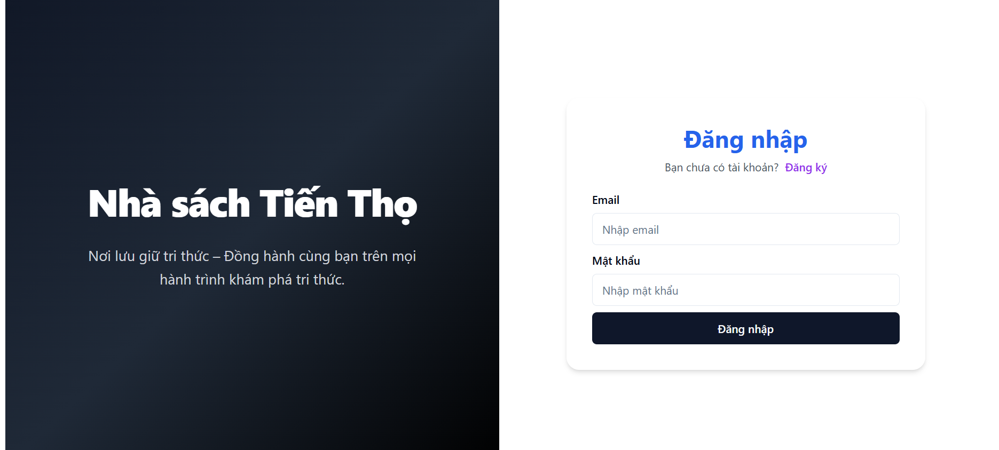 Nhà sách Tiến Thọ
Nơi lưu giữ tri thức – Đồng hành cùng bạn trên mọi
hành trình khám phá tri thức.
Đăng nhập
Bạn chưa có tài khoản? Đăng ký
Email
Nhập email
Mật khẩu
Nhập mật khẩu
Đăng nhập